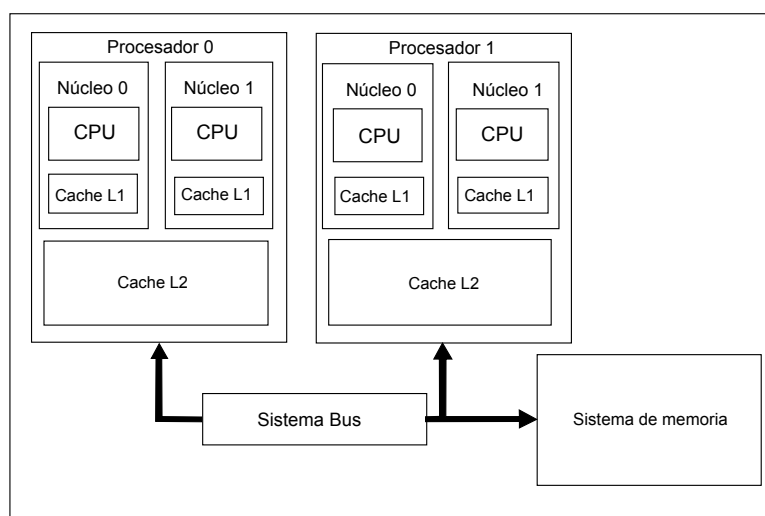 Procesador 0
Procesador 1
Núcleo 0
Núcleo 1
Núcleo 0
Núcleo 1
CPU
CPU
CPU
CPU
Cache L1
Cache L1
Cache L1
Cache L1
Cache L2
Cache L2
Sistema Bus
Sistema de memoria